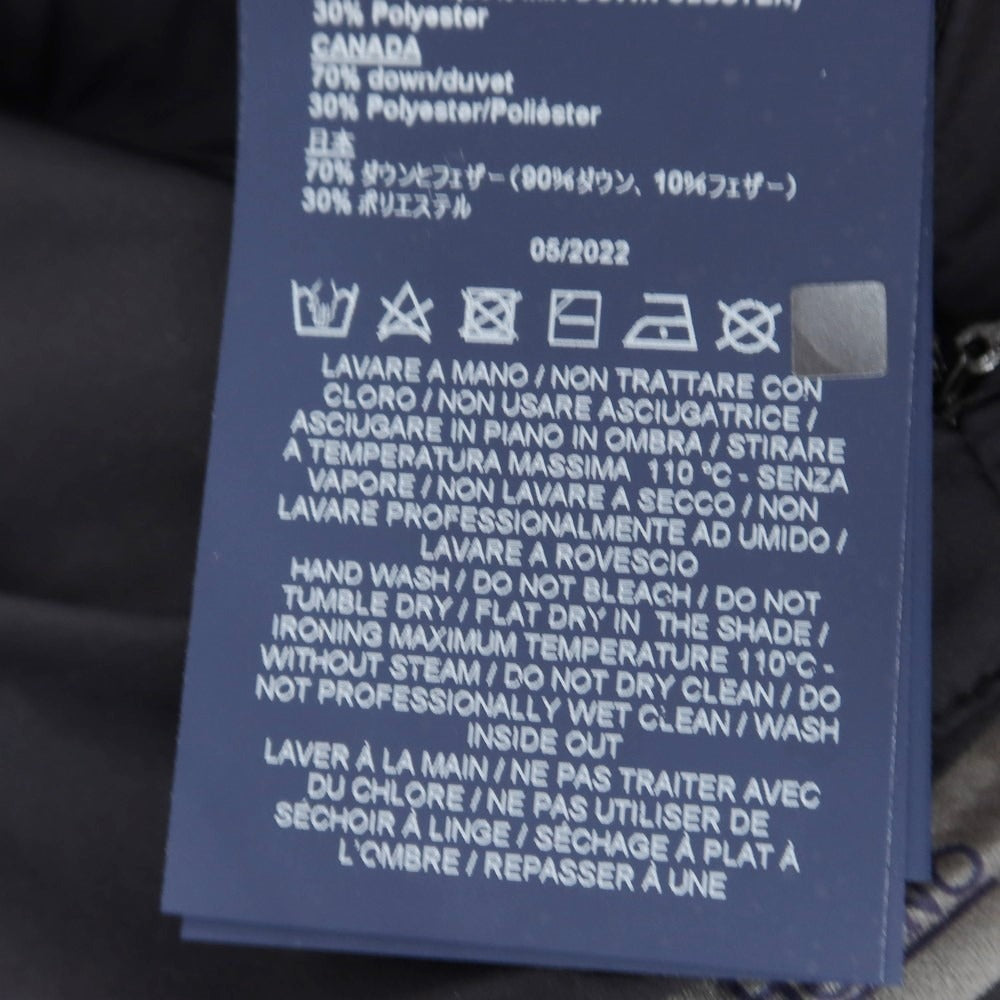 30% Polyester
CANADA
70% down/duvet
30% Polyester/Poliéster
日本
70% ダウンとフェザー(90%ダウン、10%フェザー)
30% ポリエステル
05/2022
LAVARE A MANO / NON TRATTARE CON
CLORO / NON USARE ASCIUGATRICE /
ASCIUGARE IN PIANO IN OMBRA / STIRARE
A TEMPERATURA MASSIMA 110 °C - SENZA
VAPORE / NON LAVARE A SECCO / NON
LAVARE PROFESSIONALMENTE AD UMIDO /
LAVARE A ROVESCIO
HAND WASH / DO NOT BLEACH / DO NOT
TUMBLE DRY / FLAT DRY IN THE SHADE /
IRONING MAXIMUM TEMPERATURE 110°C -
WITHOUT STEAM / DO NOT DRY CLEAN / DO
NOT PROFESSIONALLY WET CLEAN / WASH
INSIDE OUT
LAVER À LA MAIN / NE PAS TRAITER AVEC
DU CHLORE / NE PAS UTILISER DE
SÉCHOIR À LINGE / SÉCHAGE À PLAT À
L'OMBRE / REPASSER À UNE